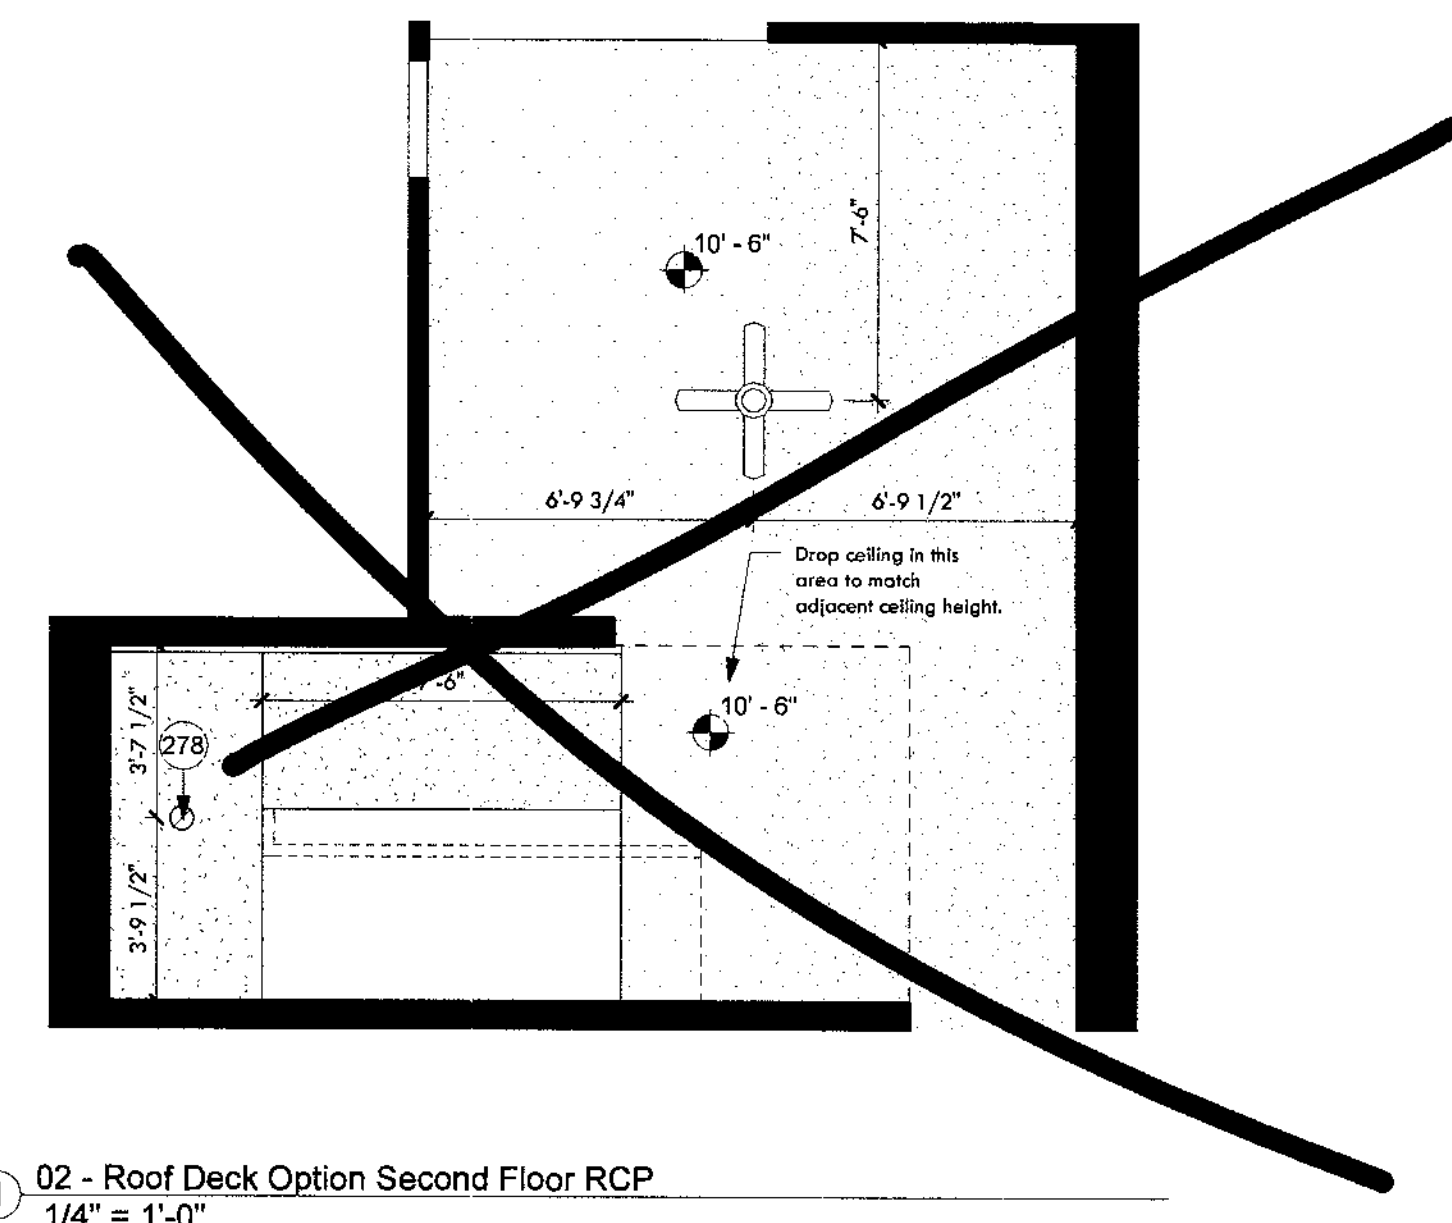 10' - 6"
7'-6"
6'-9 3/4"
6'-9 1/2"
Drop ceiling in this
area to match
adjacent ceiling height.
-6"
10' - 6"
3'-7 1/2"
278
3'-9 1/2"
02 - Roof Deck Option Second Floor RCP
1/4" = 1'-0"